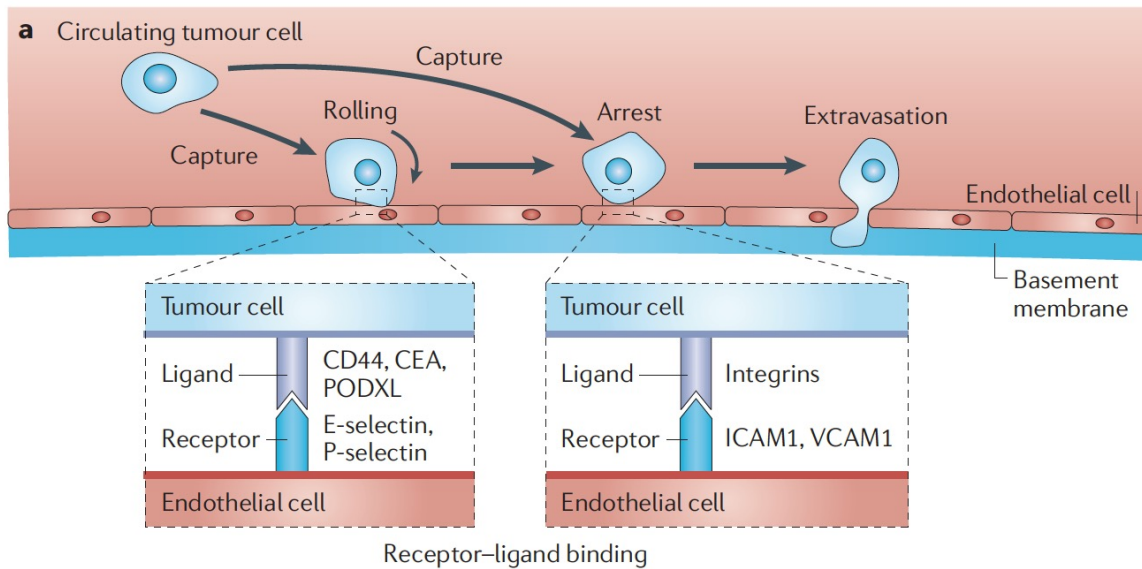 a Circulating tumour cell
Capture
Rolling
Capture
Arrest
Extravasation
Endothelial cell
Basement
membrane
Tumour cell
Ligand
CD44, CEA,
PODXL
Receptor
E-selectin,
P-selectin
Endothelial cell
Tumour cell
Ligand
Integrins
Receptor
ICAM1, VCAM1
Endothelial cell
Receptor–ligand binding